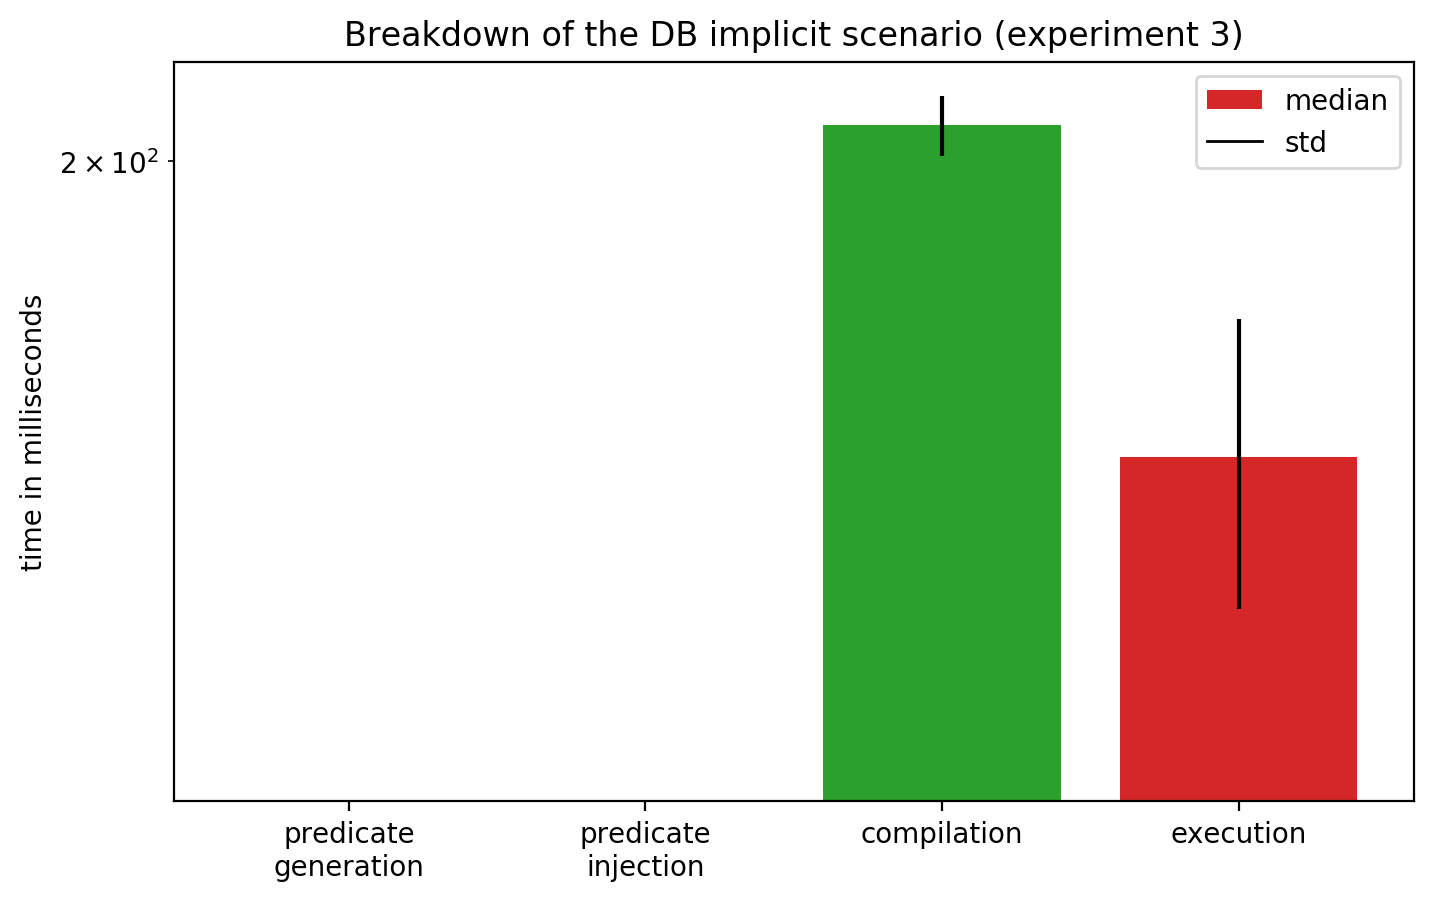 Breakdown of the DB implicit scenario (experiment 3)
median
std
2 × 10²
time in milliseconds
predicate
generation
predicate
injection
compilation
execution